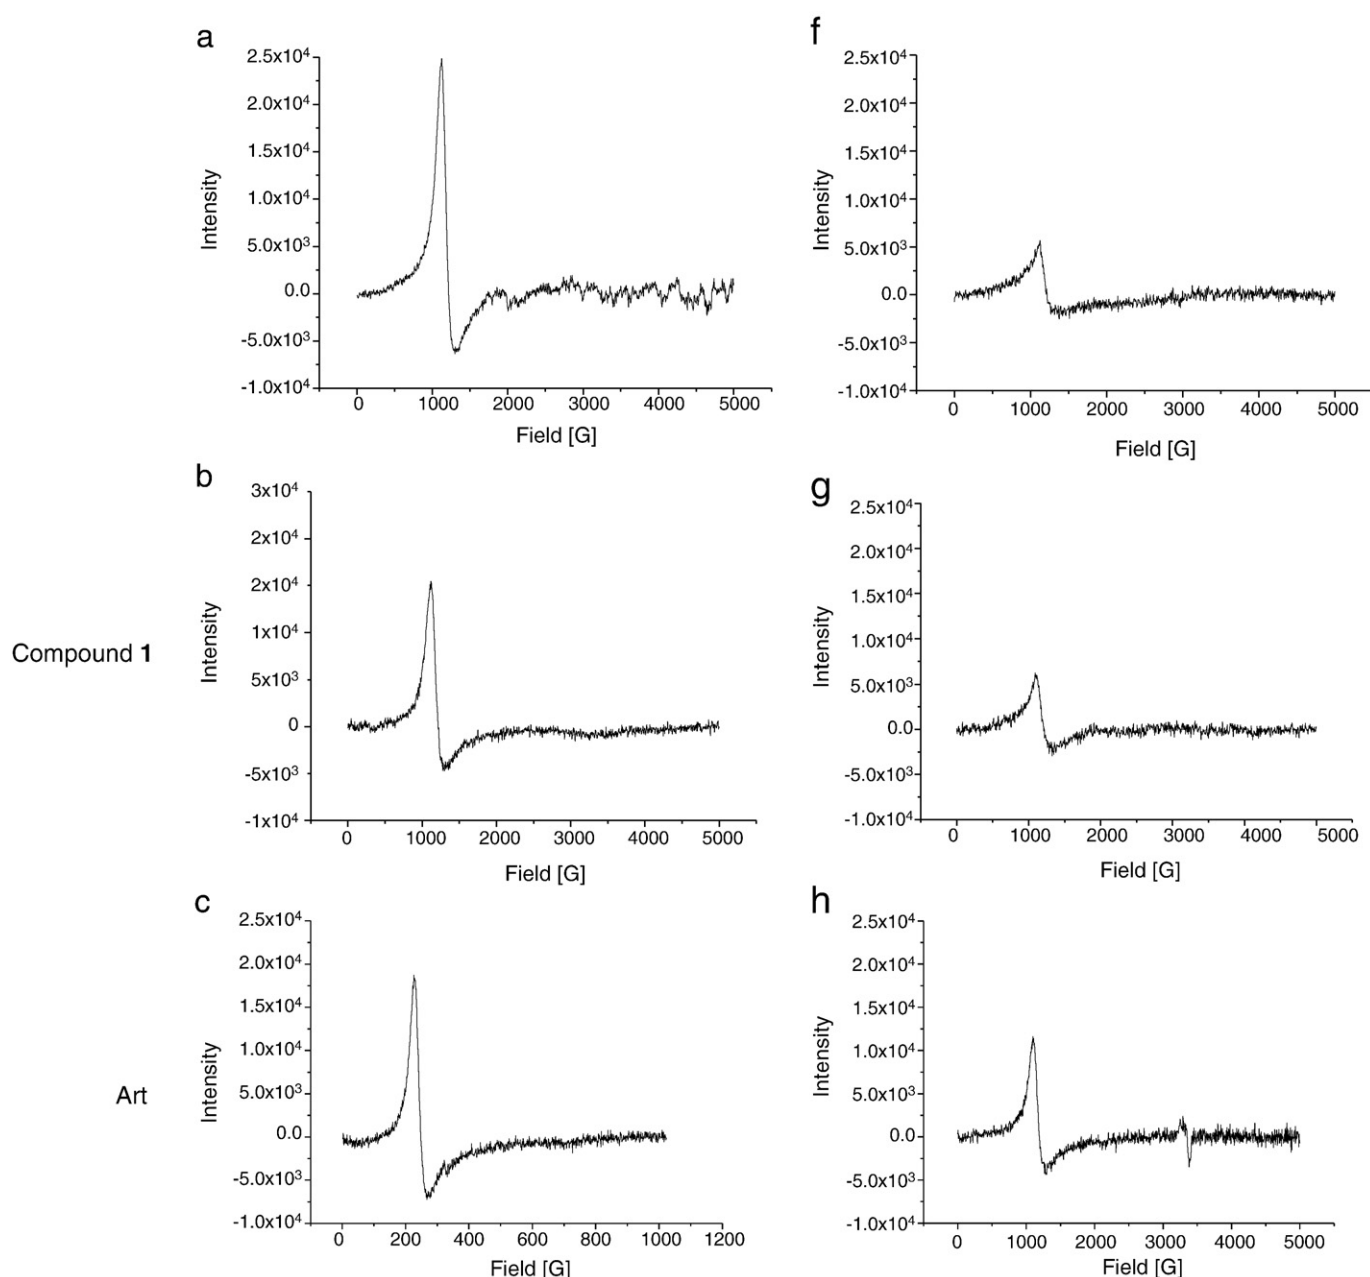 a
2.5x10⁴
2.0x10⁴
1.5x10⁴
1.0x10⁴
5.0x10³
0.0
-5.0x10³
-1.0x10⁴
Intensity
0 1000 2000 3000 4000 5000
Field [G]
f
2.5x10⁴
2.0x10⁴
1.5x10⁴
1.0x10⁴
5.0x10³
0.0
-5.0x10³
-1.0x10⁴
Intensity
0 1000 2000 3000 4000 5000
Field [G]
Compound 1
b
3x10⁴
2x10⁴
2x10⁴
1x10⁴
5x10³
0
-5x10³
-1x10⁴
Intensity
0 1000 2000 3000 4000 5000
Field [G]
g
2.5x10⁴
2.0x10⁴
1.5x10⁴
1.0x10⁴
5.0x10³
0.0
-5.0x10³
-1.0x10⁴
Intensity
0 1000 2000 3000 4000 5000
Field [G]
Art
c
2.5x10⁴
2.0x10⁴
1.5x10⁴
1.0x10⁴
5.0x10³
0.0
-5.0x10³
-1.0x10⁴
Intensity
0 200 400 600 800 1000 1200
Field [G]
h
2.5x10⁴
2.0x10⁴
1.5x10⁴
1.0x10⁴
5.0x10³
0.0
-5.0x10³
-1.0x10⁴
Intensity
0 1000 2000 3000 4000 5000
Field [G]